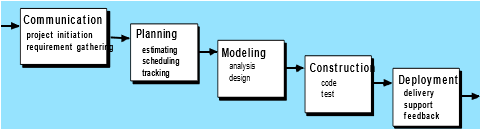 Communication
project initiation
requirement gathering
Planning
estimating
scheduling
tracking
Modeling
analysis
design
Construction
code
test
Deployment
delivery
support
feedback